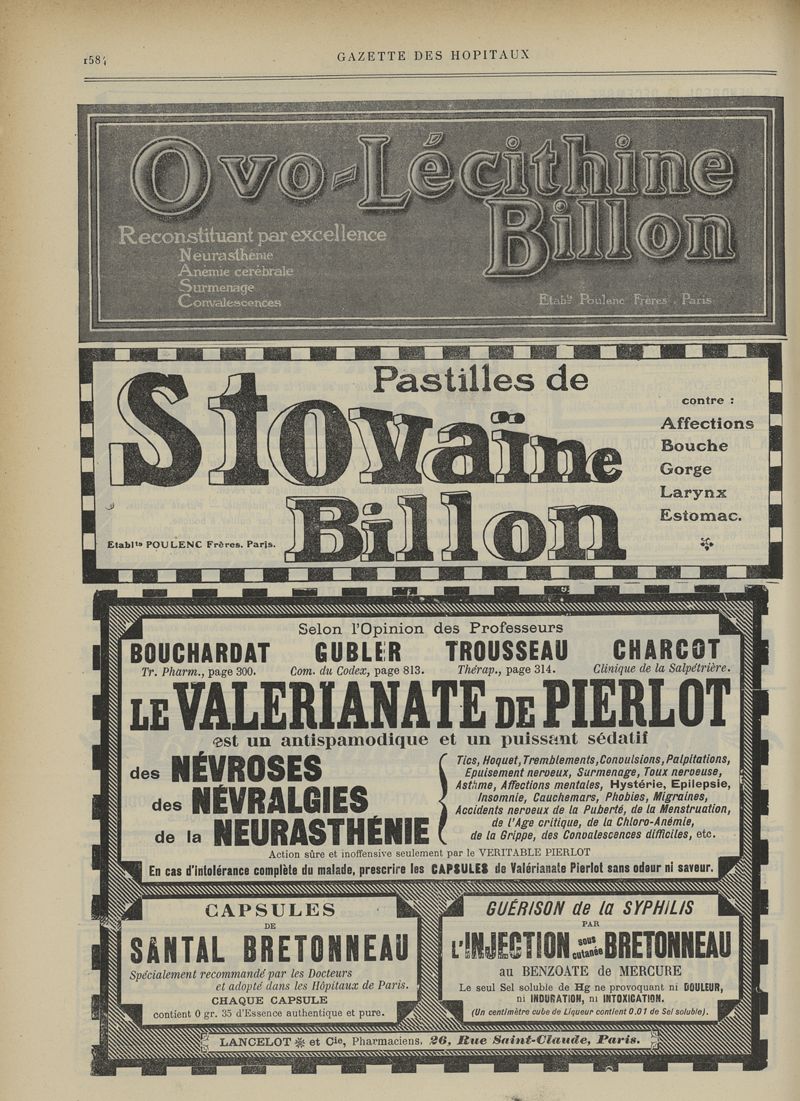 1584
GAZETTE DES HOPITAUX
Ovo-Lécithine
Billon
Reconstituant par excellence
Neurasthénie
Anémie cérébrale
Surmenage
Convalescences
Etabts Poulenc Frères. Paris
Pastilles de
Stovaïne
Billon
contre :
Affections
Bouche
Gorge
Larynx
Estomac.
Etablts POULENC Frères. Paris.
Selon l'Opinion des Professeurs
BOUCHARDAT GUBLER TROUSSEAU CHARCOT
Tr. Pharm., page 300. Com. du Codex, page 813. Thérap., page 314. Clinique de la Salpétrière.
LE VALERIANATE DE PIERLOT
est un antispamodique et un puissant sédatif
des NÉVROSES
des NÉVRALGIES
de la NEURASTHÉNIE
Tics, Hoquet, Tremblements, Convulsions, Palpitations,
Epuisement nerveux, Surmenage, Toux nerveuse,
Asthme, Affections mentales, Hystérie, Epilepsie,
Insomnie, Cauchemars, Phobies, Migraines,
Accidents nerveux de la Puberté, de la Menstruation,
de l'Age critique, de la Chloro-Anémie,
de la Grippe, des Convalescences difficiles, etc.
Action sûre et inoffensive seulement par le VERITABLE PIERLOT
En cas d'intolérance complète du malade, prescrire les CAPSULES de Valérianate Pierlot sans odeur ni saveur.
CAPSULES
DE
SANTAL BRETONNEAU
Spécialement recommandé par les Docteurs
et adopté dans les Hôpitaux de Paris.
CHAQUE CAPSULE
contient 0 gr. 35 d'Essence authentique et pure.
GUÉRISON de la SYPHILIS
PAR
L'INJECTION sous cutanée BRETONNEAU
au BENZOATE de MERCURE
Le seul Sel soluble de Hg ne provoquant ni DOULEUR,
ni INDURATION, ni INTOXICATION.
(Un centimètre cube de Liqueur contient 0.01 de Sel soluble).
LANCELOT et Cie, Pharmaciens, 26, Rue Saint-Claude, Paris.